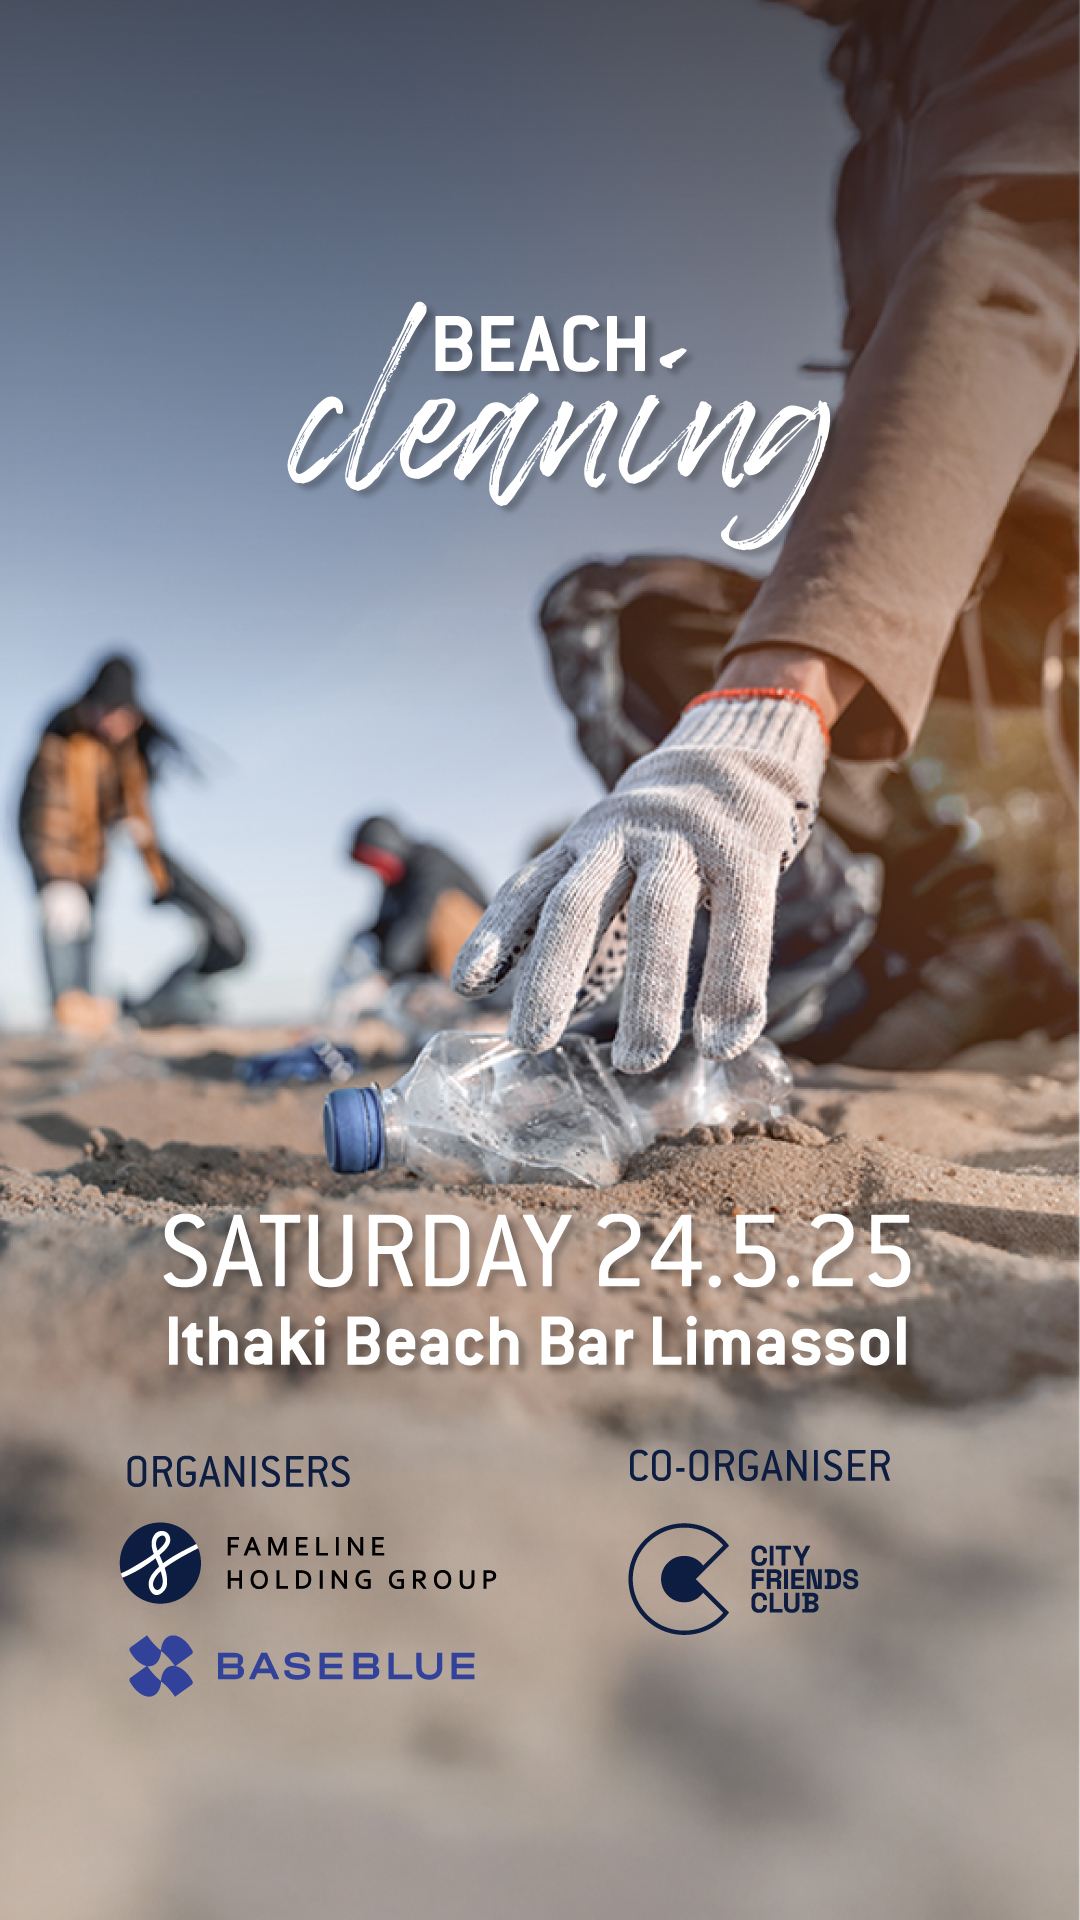 BEACH
cleaning
SATURDAY 24.5.25
Ithaki Beach Bar Limassol
ORGANISERS
FAMELINE
HOLDING GROUP
BASEBLUE
CO-ORGANISER
CITY
FRIENDS
CLUB